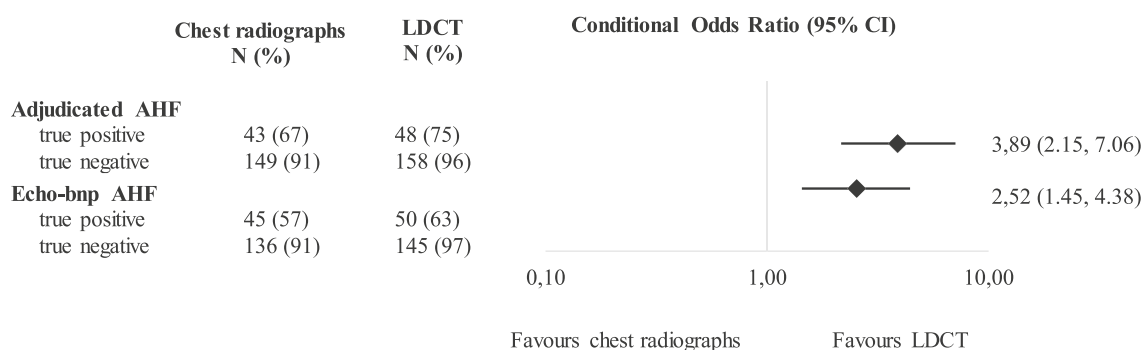 Chest radiographs LDCT Conditional Odds Ratio (95% CI)
N (%) N (%)
Adjudicated AHF
true positive 43 (67) 48 (75) 3,89 (2.15, 7.06)
true negative 149 (91) 158 (96)
Echo-bnp AHF 2,52 (1.45, 4.38)
true positive 45 (57) 50 (63)
true negative 136 (91) 145 (97)
0,10 1,00 10,00
Favours chest radiographs Favours LDCT